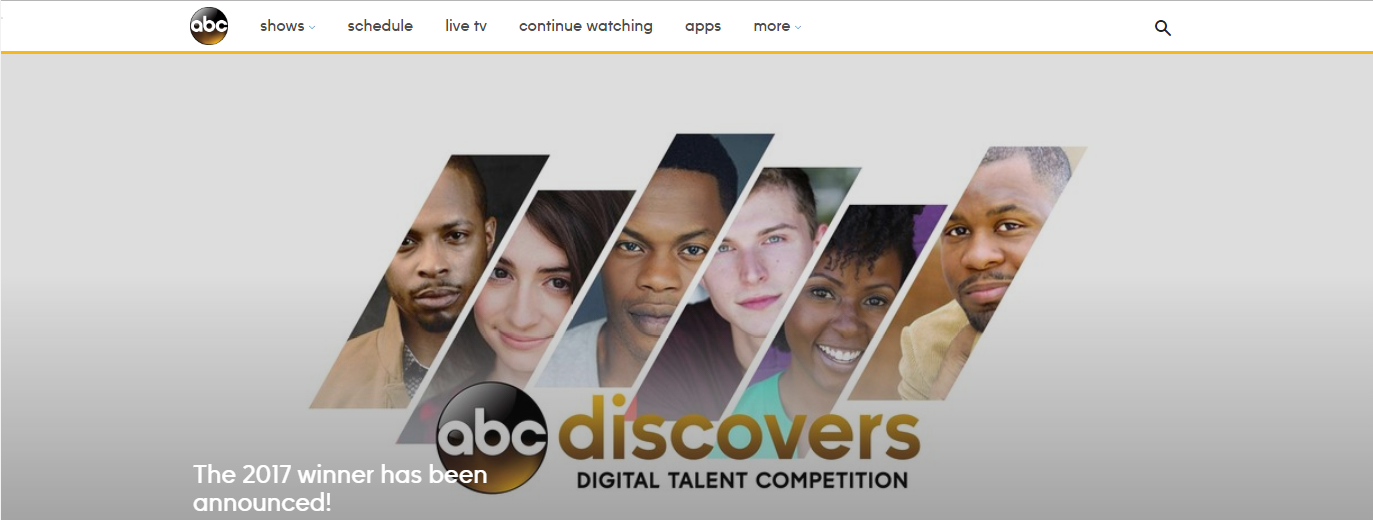 abc shows schedule live tv continue watching apps more
abc discovers
DIGITAL TALENT COMPETITION
The 2017 winner has been
announced!